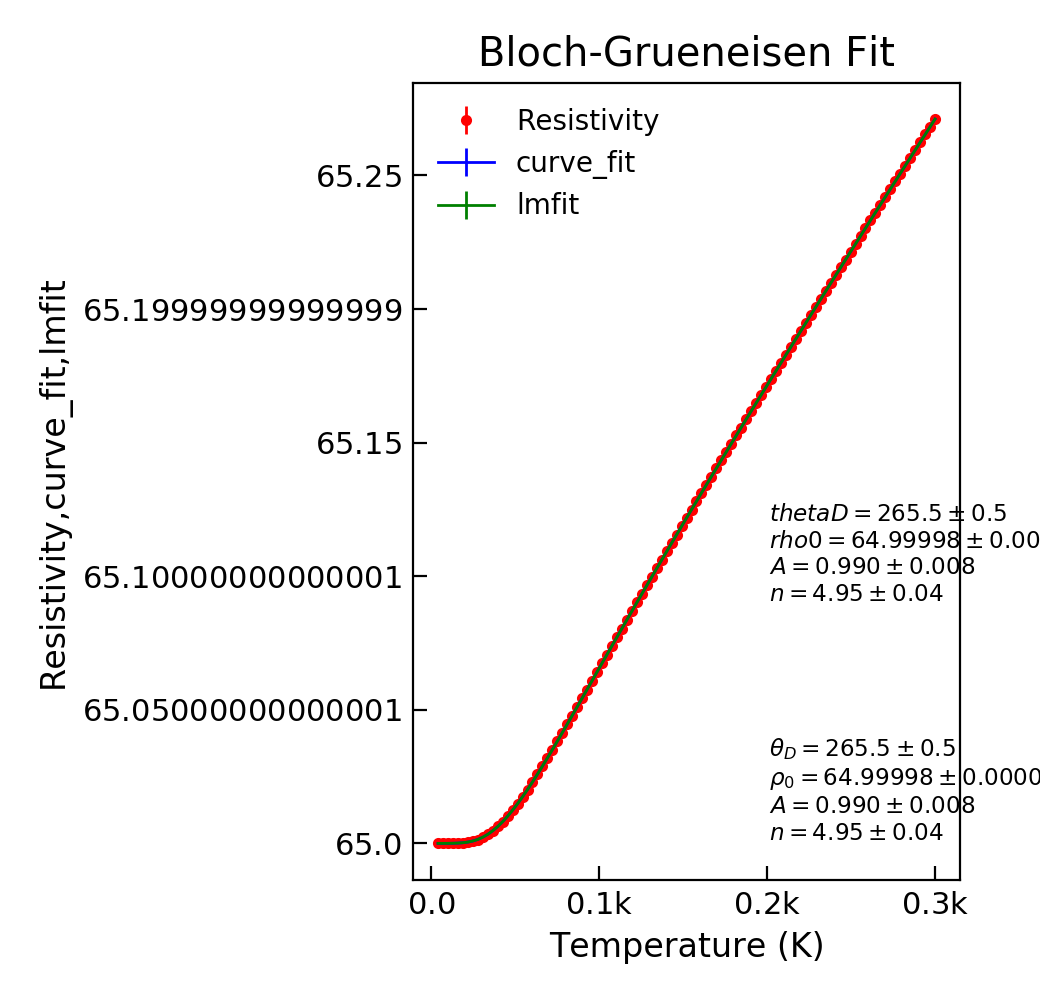 Bloch-Grueneisen Fit
Resistivity
curve_fit
lmfit
65.25
65.19999999999999
65.15
65.10000000000001
65.05000000000001
65.0
Resistivity,curve_fit,lmfit
thetaD = 265.5 ± 0.5
rho0 = 64.99998 ± 0.00
A = 0.990 ± 0.008
n = 4.95 ± 0.04
θ_D = 265.5 ± 0.5
ρ_0 = 64.99998 ± 0.0000
A = 0.990 ± 0.008
n = 4.95 ± 0.04
0.0 0.1k 0.2k 0.3k
Temperature (K)